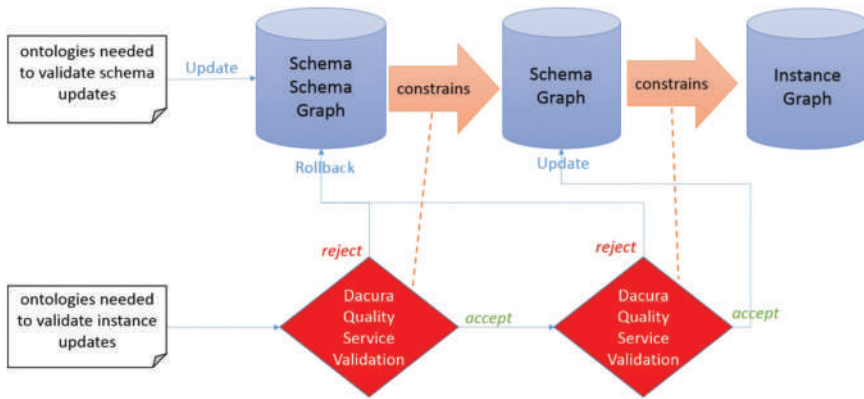 ontologies needed
to validate schema
updates
Update
Schema
Schema
Graph
constrains
Schema
Graph
constrains
Instance
Graph
Rollback
Update
reject
reject
ontologies needed
to validate instance
updates
Dacura
Quality
Service
Validation
accept
Dacura
Quality
Service
Validation
accept